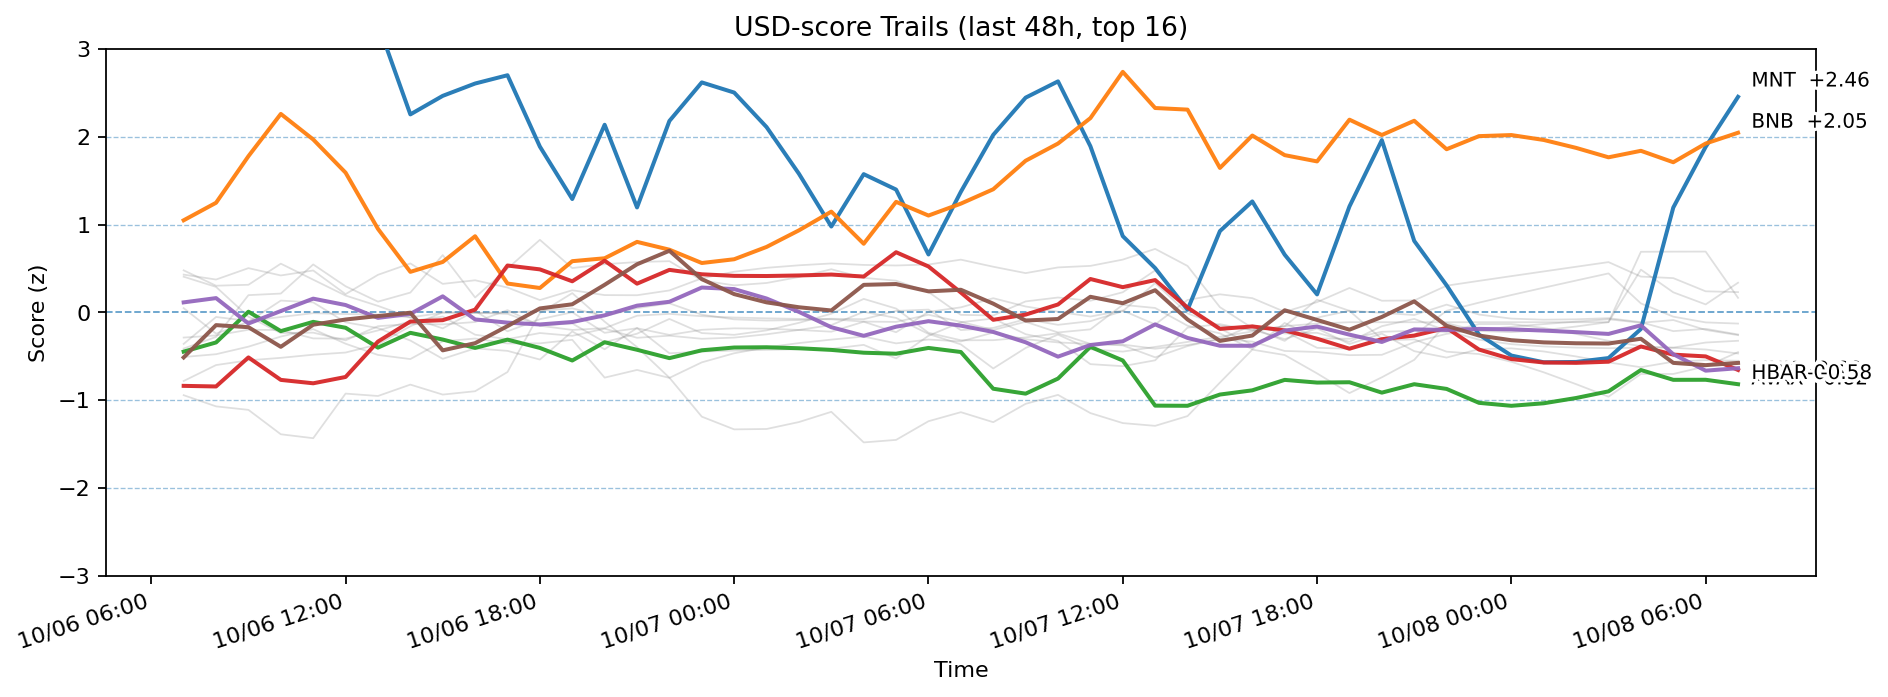 USD-score Trails (last 48h, top 16)
3
2
1
0
−1
−2
−3
Score (z)
MNT +2.46
BNB +2.05
HBAR-0.58
10/06 06:00
10/06 12:00
10/06 18:00
10/07 00:00
10/07 06:00
10/07 12:00
10/07 18:00
10/08 00:00
10/08 06:00
Time